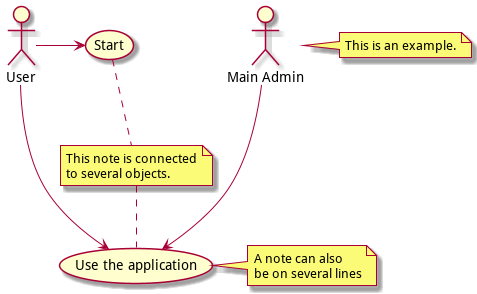 Start
This is an example.
User
Main Admin
This note is connected
to several objects.
Use the application
A note can also
be on several lines